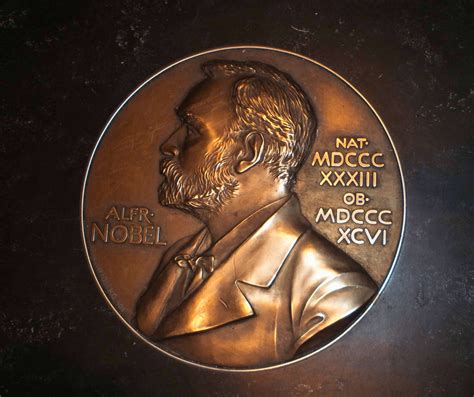 ALFR·
NOBEL
NAT·
MDCCC
XXXIII
OB·
MDCCC
XCVI